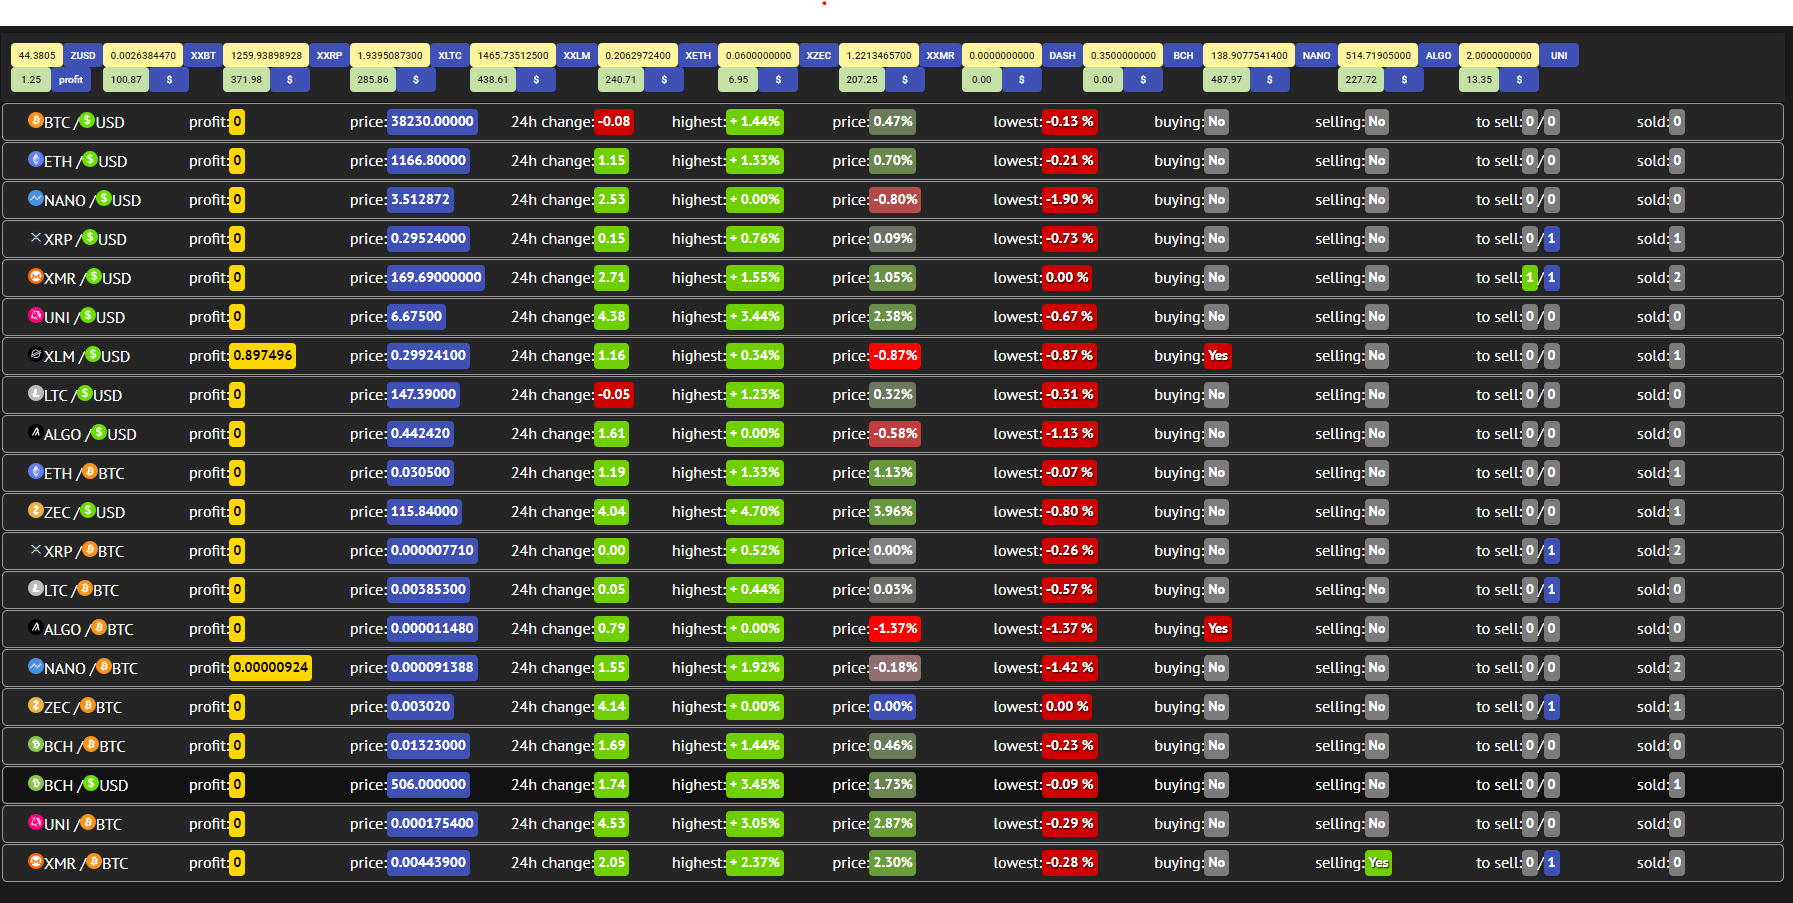 44.3805 ZUSD 0.0026384470 XXBT 1259.93898928 XXRP 1.9395087300 XLTC 1465.73512500 XXLM 0.2062972400 XETH 0.0600000000 XZEC 1.2213465700 XXMR 0.0000000000 DASH 0.3500000000 BCH 138.9077541400 NANO 514.71905000 ALGO 2.0000000000 UNI
1.25 profit 100.87 $ 371.98 $ 285.86 $ 438.61 $ 240.71 $ 6.95 $ 207.25 $ 0.00 $ 0.00 $ 487.97 $ 227.72 $ 13.35 $
BTC / $ USD profit: 0 price: 38230.00000 24h change: -0.08 highest: + 1.44% price: 0.47% lowest: -0.13 % buying: No selling: No to sell: 0 / 0 sold: 0
ETH / $ USD profit: 0 price: 1166.80000 24h change: 1.15 highest: + 1.33% price: 0.70% lowest: -0.21 % buying: No selling: No to sell: 0 / 0 sold: 0
NANO / $ USD profit: 0 price: 3.512872 24h change: 2.53 highest: + 0.00% price: -0.80% lowest: -1.90 % buying: No selling: No to sell: 0 / 0 sold: 0
XRP / $ USD profit: 0 price: 0.29524000 24h change: 0.15 highest: + 0.76% price: 0.09% lowest: -0.73 % buying: No selling: No to sell: 0 / 1 sold: 1
XMR / $ USD profit: 0 price: 169.69000000 24h change: 2.71 highest: + 1.55% price: 1.05% lowest: 0.00 % buying: No selling: No to sell: 1 / 1 sold: 2
UNI / $ USD profit: 0 price: 6.67500 24h change: 4.38 highest: + 3.44% price: 2.38% lowest: -0.67 % buying: No selling: No to sell: 0 / 0 sold: 0
XLM / $ USD profit: 0.897496 price: 0.29924100 24h change: 1.16 highest: + 0.34% price: -0.87% lowest: -0.87 % buying: Yes selling: No to sell: 0 / 0 sold: 1
LTC / $ USD profit: 0 price: 147.39000 24h change: -0.05 highest: + 1.23% price: 0.32% lowest: -0.31 % buying: No selling: No to sell: 0 / 0 sold: 0
ALGO / $ USD profit: 0 price: 0.442420 24h change: 1.61 highest: + 0.00% price: -0.58% lowest: -1.13 % buying: No selling: No to sell: 0 / 0 sold: 0
ETH / BTC profit: 0 price: 0.030500 24h change: 1.19 highest: + 1.33% price: 1.13% lowest: -0.07 % buying: No selling: No to sell: 0 / 0 sold: 1
ZEC / $ USD profit: 0 price: 115.84000 24h change: 4.04 highest: + 4.70% price: 3.96% lowest: -0.80 % buying: No selling: No to sell: 0 / 0 sold: 1
XRP / BTC profit: 0 price: 0.000007710 24h change: 0.00 highest: + 0.52% price: 0.00% lowest: -0.26 % buying: No selling: No to sell: 0 / 1 sold: 2
LTC / BTC profit: 0 price: 0.00385300 24h change: 0.05 highest: + 0.44% price: 0.03% lowest: -0.57 % buying: No selling: No to sell: 0 / 1 sold: 0
ALGO / BTC profit: 0 price: 0.000011480 24h change: 0.79 highest: + 0.00% price: -1.37% lowest: -1.37 % buying: Yes selling: No to sell: 0 / 0 sold: 0
NANO / BTC profit: 0.00000924 price: 0.000091388 24h change: 1.55 highest: + 1.92% price: -0.18% lowest: -1.42 % buying: No selling: No to sell: 0 / 0 sold: 2
ZEC / BTC profit: 0 price: 0.003020 24h change: 4.14 highest: + 0.00% price: 0.00% lowest: 0.00 % buying: No selling: No to sell: 0 / 1 sold: 1
BCH / BTC profit: 0 price: 0.01323000 24h change: 1.69 highest: + 1.44% price: 0.46% lowest: -0.23 % buying: No selling: No to sell: 0 / 0 sold: 0
BCH / $ USD profit: 0 price: 506.000000 24h change: 1.74 highest: + 3.45% price: 1.73% lowest: -0.09 % buying: No selling: No to sell: 0 / 0 sold: 1
UNI / BTC profit: 0 price: 0.000175400 24h change: 4.53 highest: + 3.05% price: 2.87% lowest: -0.29 % buying: No selling: No to sell: 0 / 0 sold: 0
XMR / BTC profit: 0 price: 0.00443900 24h change: 2.05 highest: + 2.37% price: 2.30% lowest: -0.28 % buying: No selling: Yes to sell: 0 / 1 sold: 0